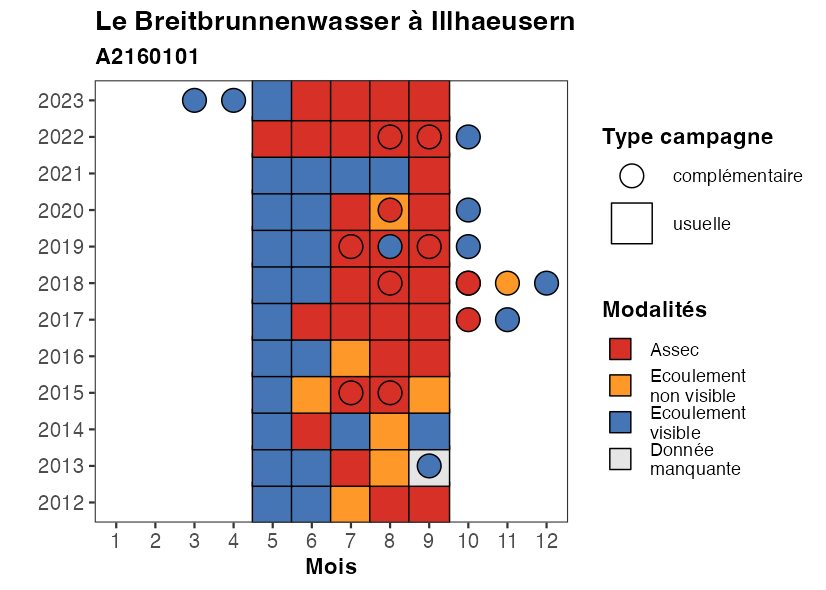 Le Breitbrunnenwasser à Illhaeusern
A2160101
2023
2022
2021
2020
2019
2018
2017
2016
2015
2014
2013
2012
1 2 3 4 5 6 7 8 9 10 11 12
Mois
Type campagne
complémentaire
usuelle
Modalités
Assec
Ecoulement
non visible
Ecoulement
visible
Donnée
manquante